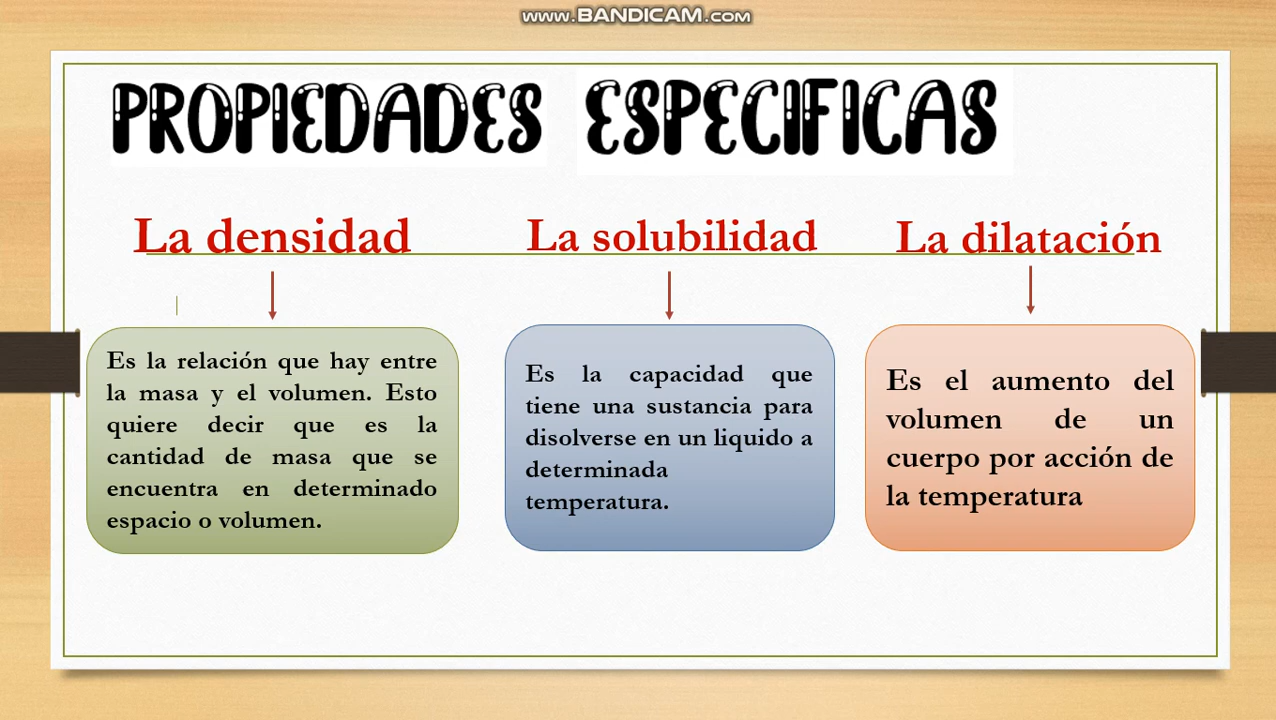 www.BANDICAM.com
PROPIEDADES ESPECIFICAS
La densidad
La solubilidad
La dilatación
Es la relación que hay entre
la masa y el volumen. Esto
quiere decir que es la
cantidad de masa que se
encuentra en determinado
espacio o volumen.
Es la capacidad que
tiene una sustancia para
disolverse en un liquido a
determinada
temperatura.
Es el aumento del
volumen de un
cuerpo por acción de
la temperatura